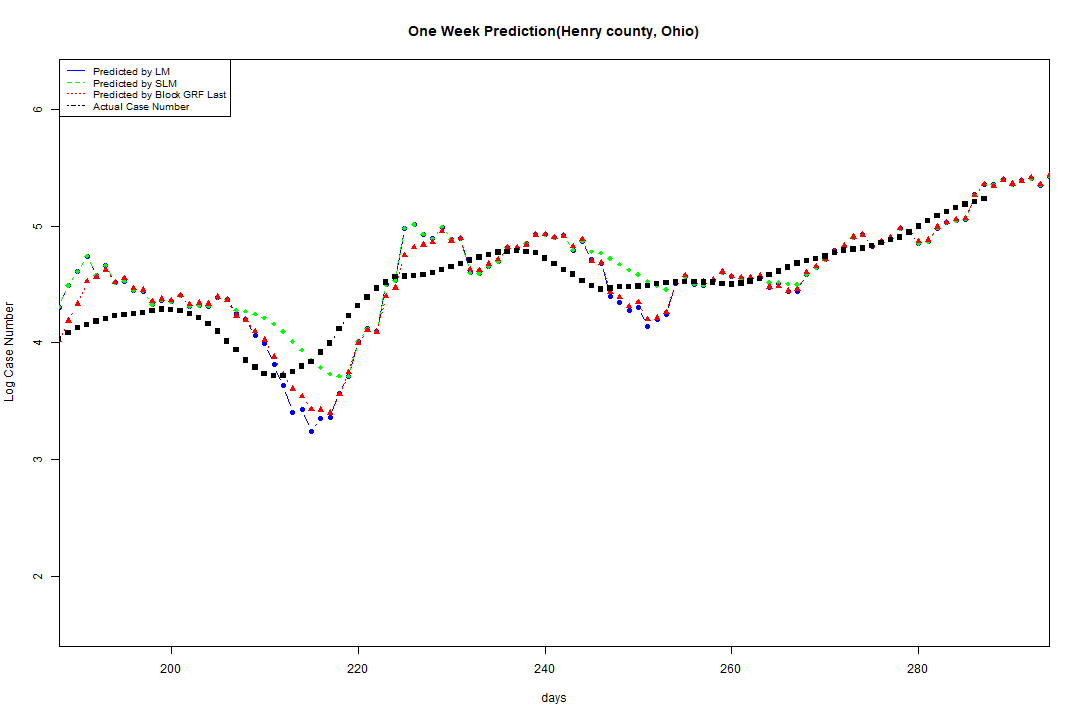 One Week Prediction(Henry county, Ohio)
Predicted by LM
Predicted by SLM
Predicted by Block GRF Last
Actual Case Number
6
5
4
3
2
Log Case Number
200
220
240
260
280
days